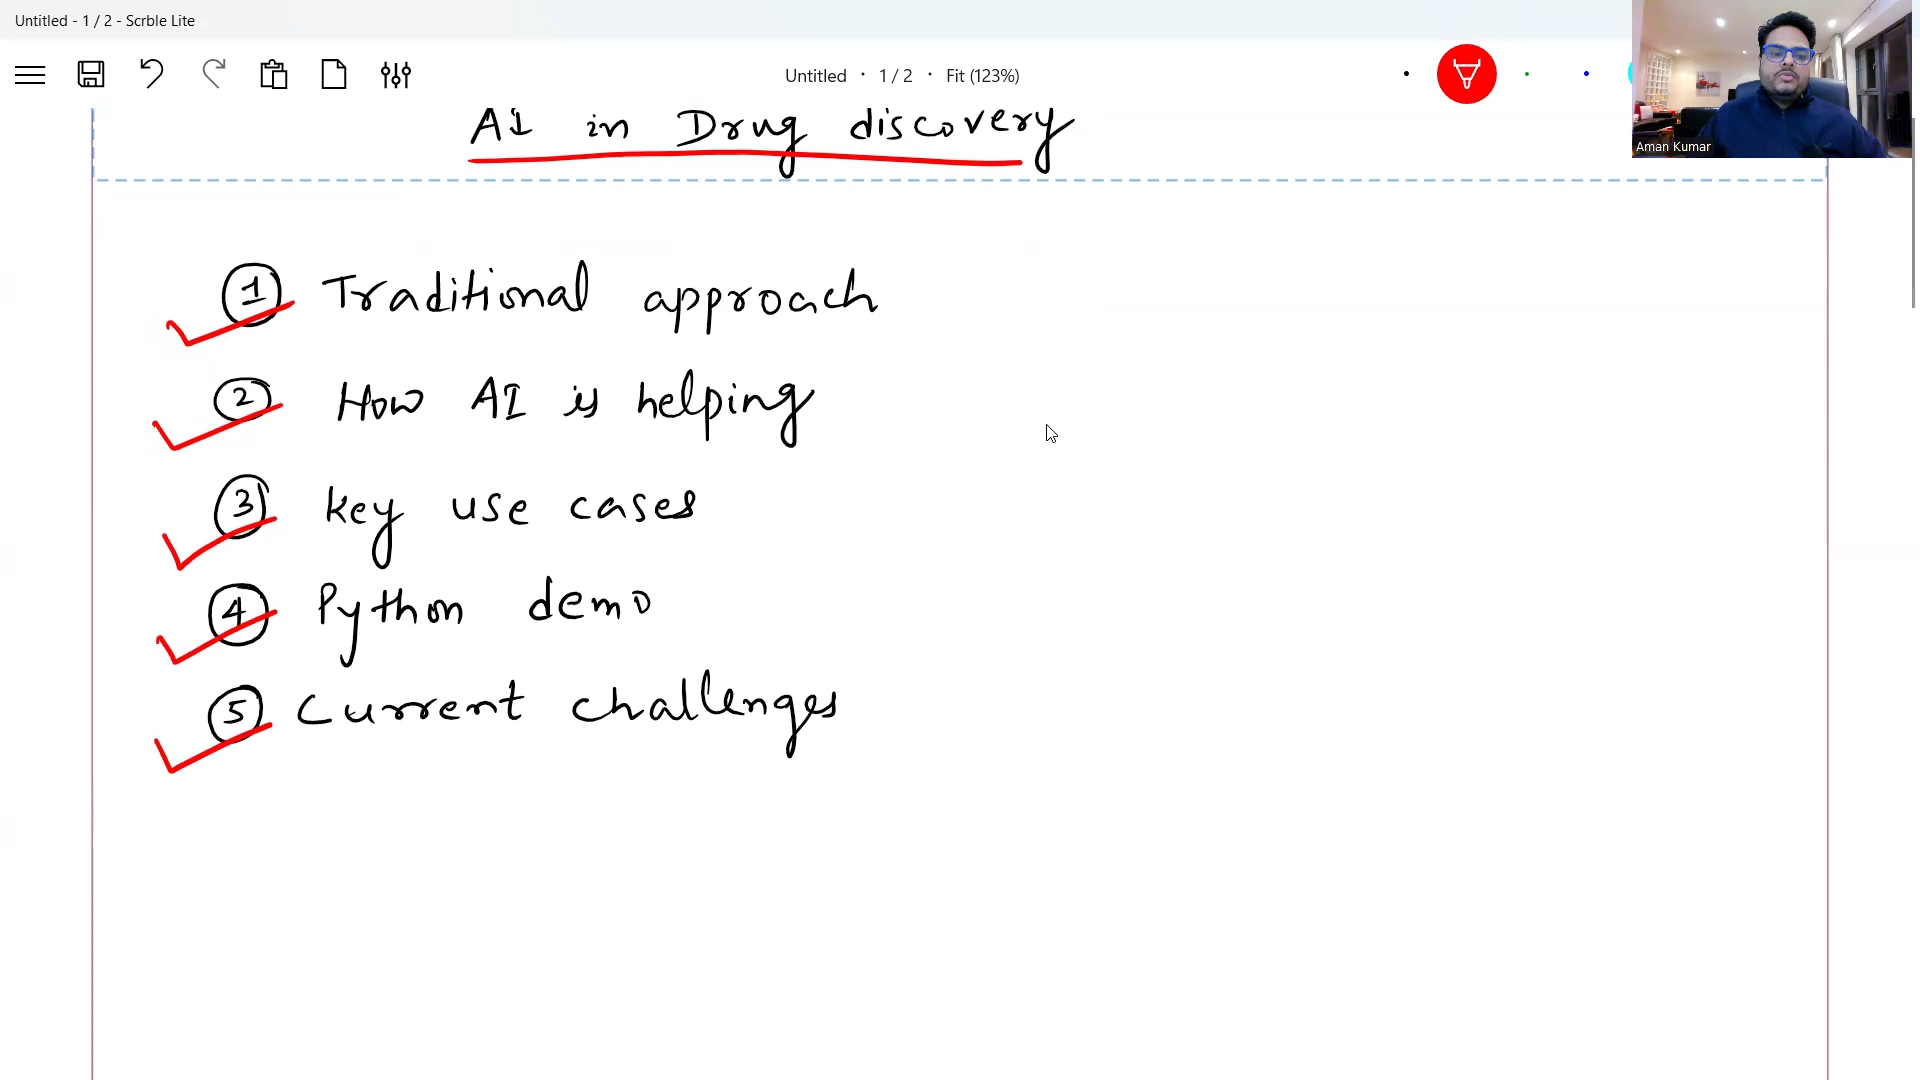 Untitled - 1 / 2 - Scrble Lite
Untitled · 1 / 2 · Fit (123%)
Aman Kumar
AI in Drug discovery
1 Traditional approach
2 How AI is helping
3 key use cases
4 Python demo
5 Current challenges